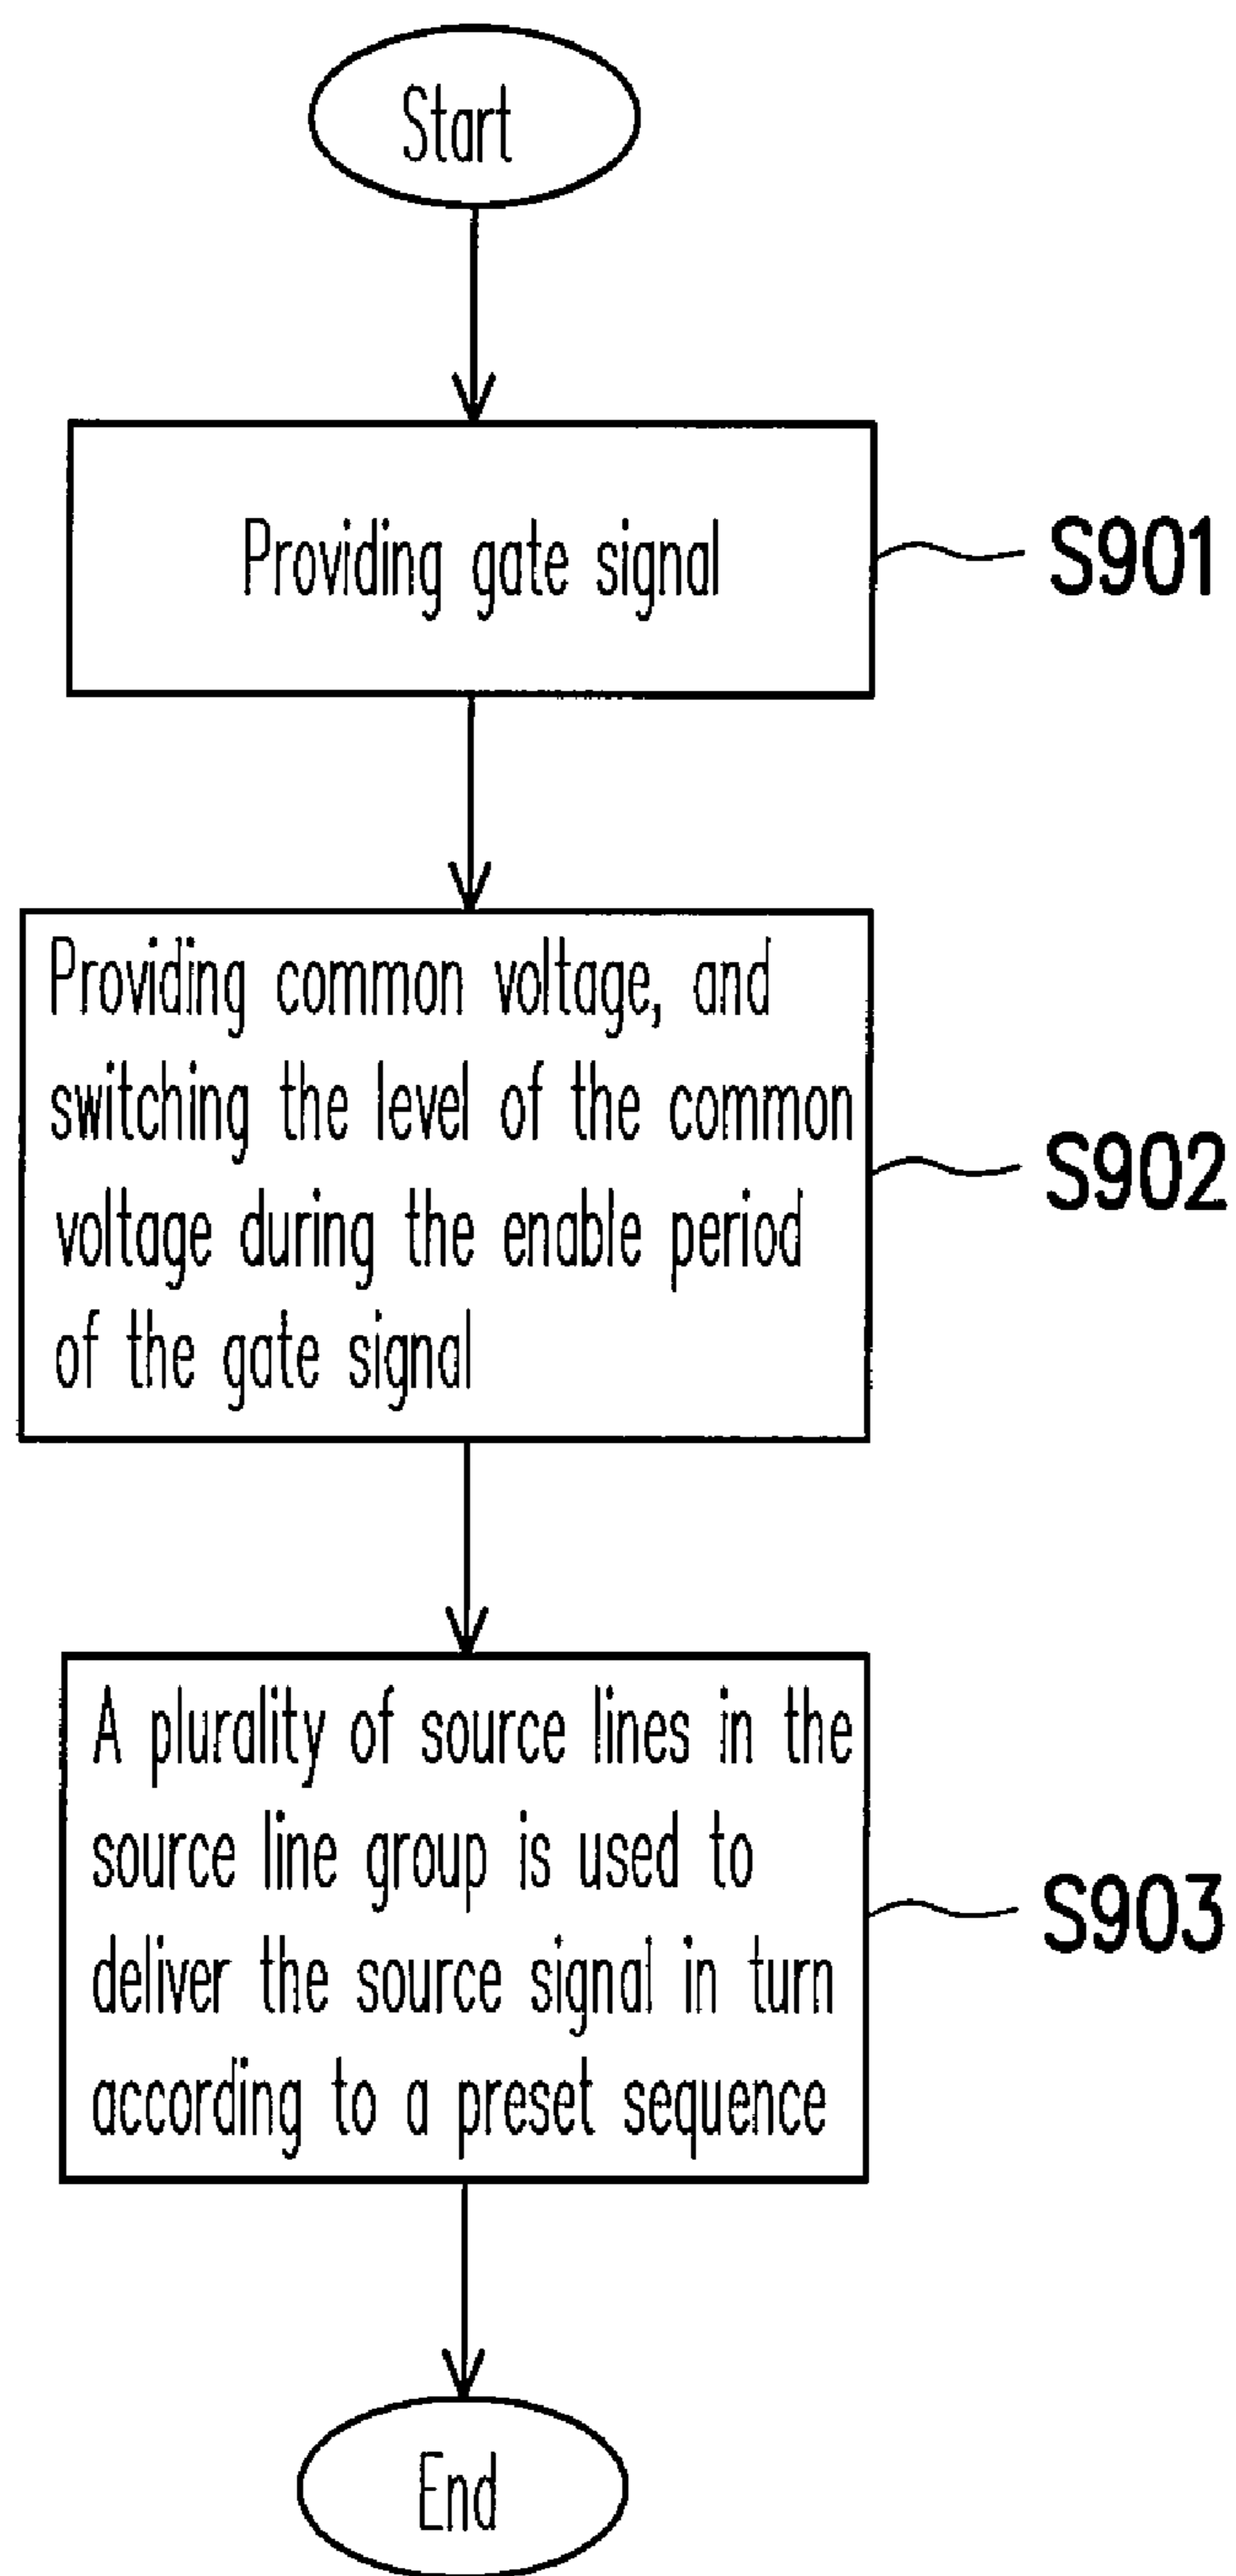 Start
Providing gate signal
S901
Providing common voltage, and
switching the level of the common
voltage during the enable period
of the gate signal
S902
A plurality of source lines in the
source line group is used to
deliver the source signal in turn
according to a preset sequence
S903
End